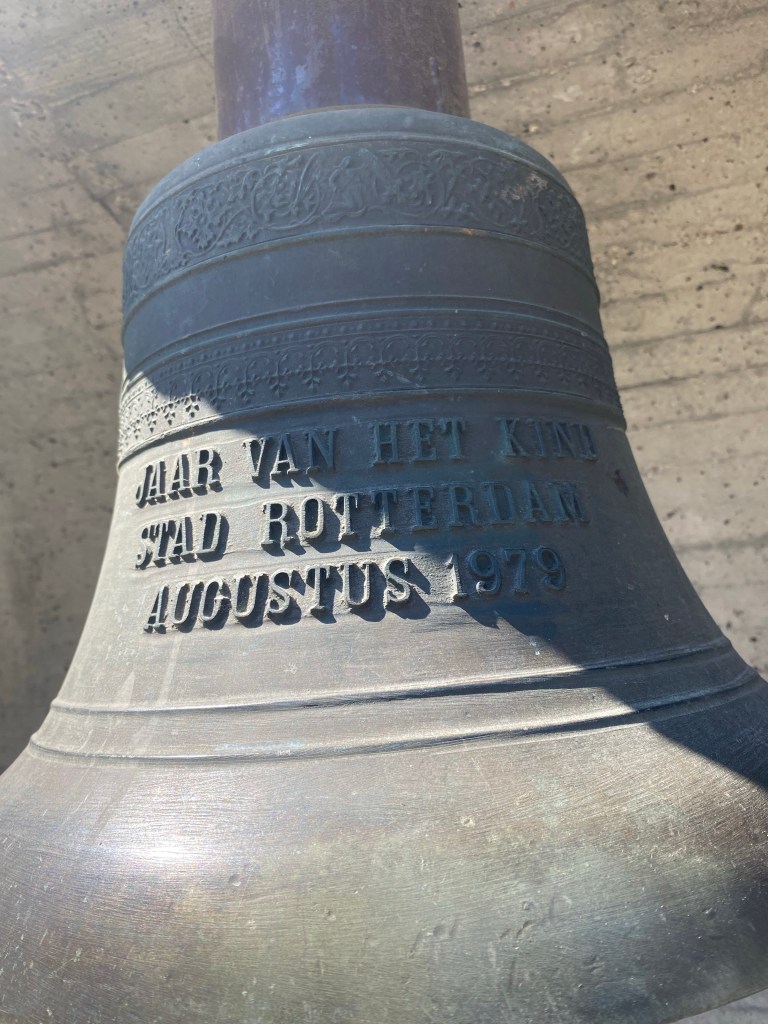 JAAR VAN HET KIND
STAD ROTTERDAM
AUGUSTUS 1979